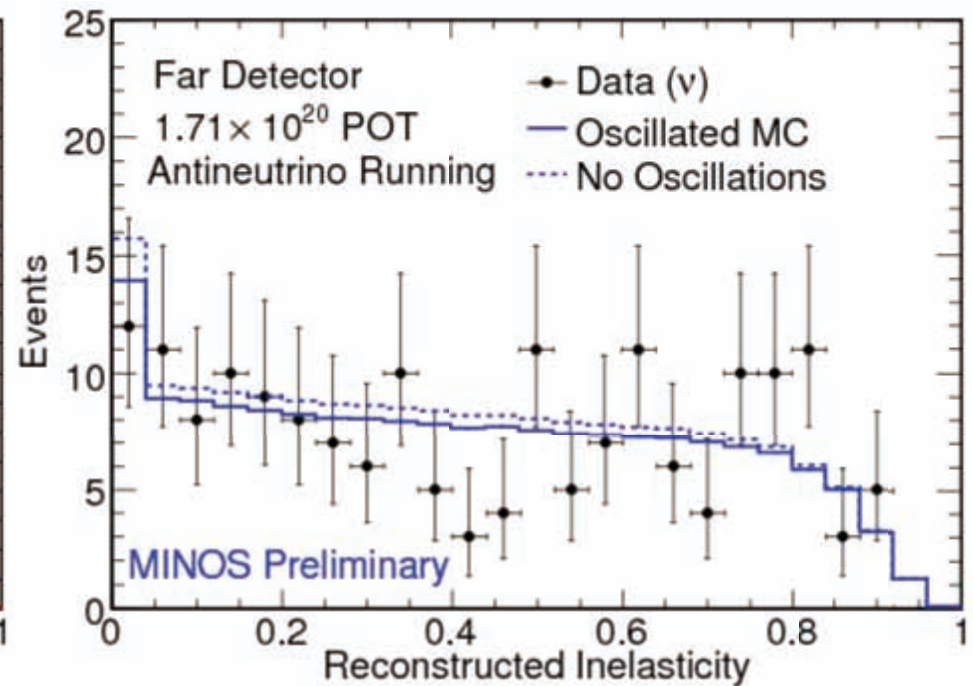 25
20
15
10
5
0
Events
Far Detector
1.71× 10²⁰ POT
Antineutrino Running
Data (ν)
Oscillated MC
No Oscillations
MINOS Preliminary
1
0 0.2 0.4 0.6 0.8 1
Reconstructed Inelasticity